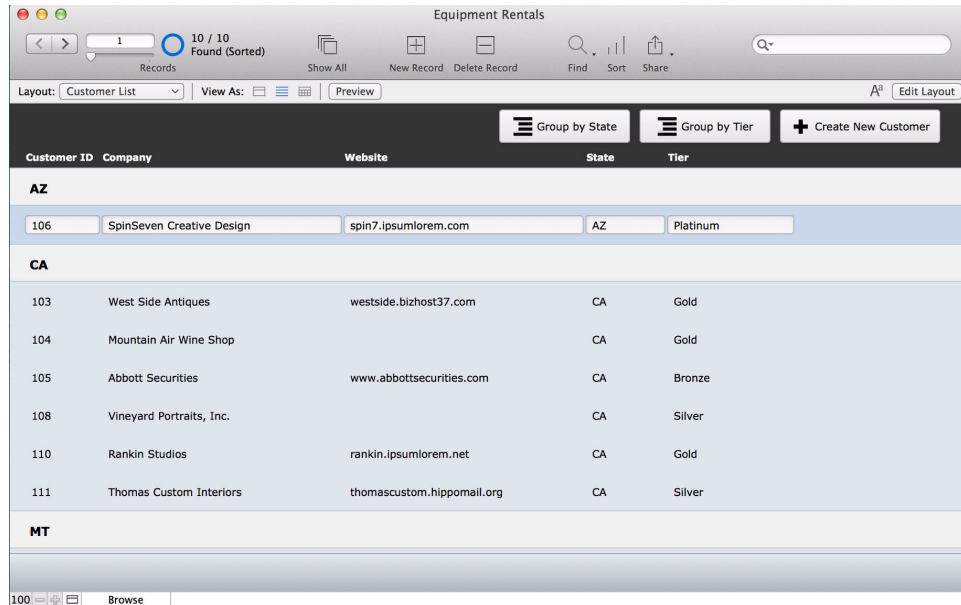 Equipment Rentals
1
10 / 10
Found (Sorted)
Records
Show All
New Record
Delete Record
Find
Sort
Share
Layout: Customer List
View As:
Preview
Aa
Edit Layout
Group by State
Group by Tier
Create New Customer
Customer ID Company Website State Tier
AZ
106 SpinSeven Creative Design spin7.ipsumlorem.com AZ Platinum
CA
103 West Side Antiques westside.bizhost37.com CA Gold
104 Mountain Air Wine Shop CA Gold
105 Abbott Securities www.abbottsecurities.com CA Bronze
108 Vineyard Portraits, Inc. CA Silver
110 Rankin Studios rankin.ipsumlorem.net CA Gold
111 Thomas Custom Interiors thomascustom.hippomail.org CA Silver
MT
100 Browse